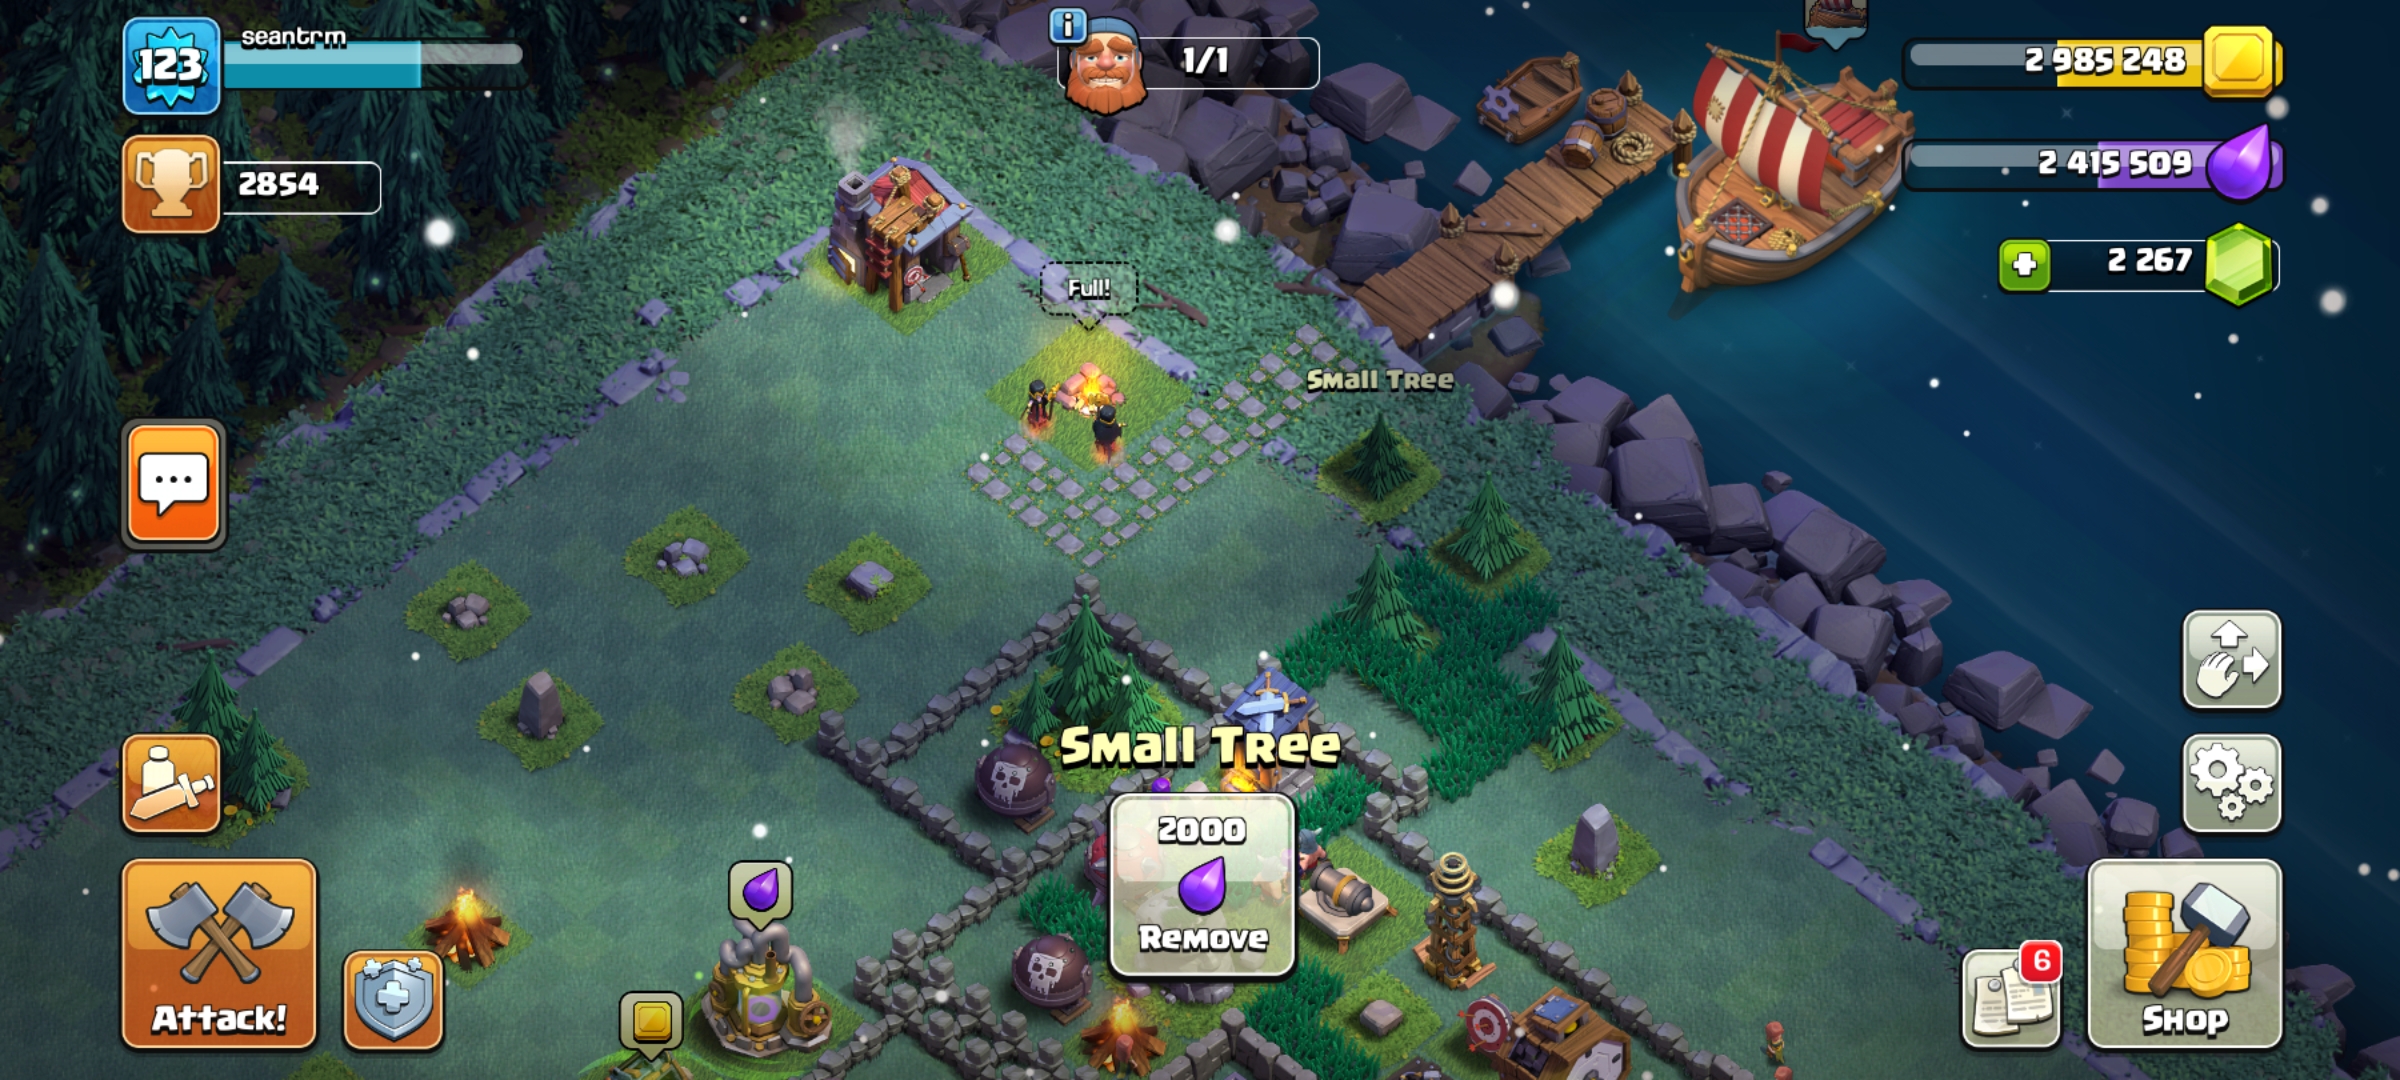 123
seantrm
i
1/1
2 985 248
2854
2 415 509
2 267
Full!
Small Tree
Small Tree
2000
Remove
Attack!
6
Shop